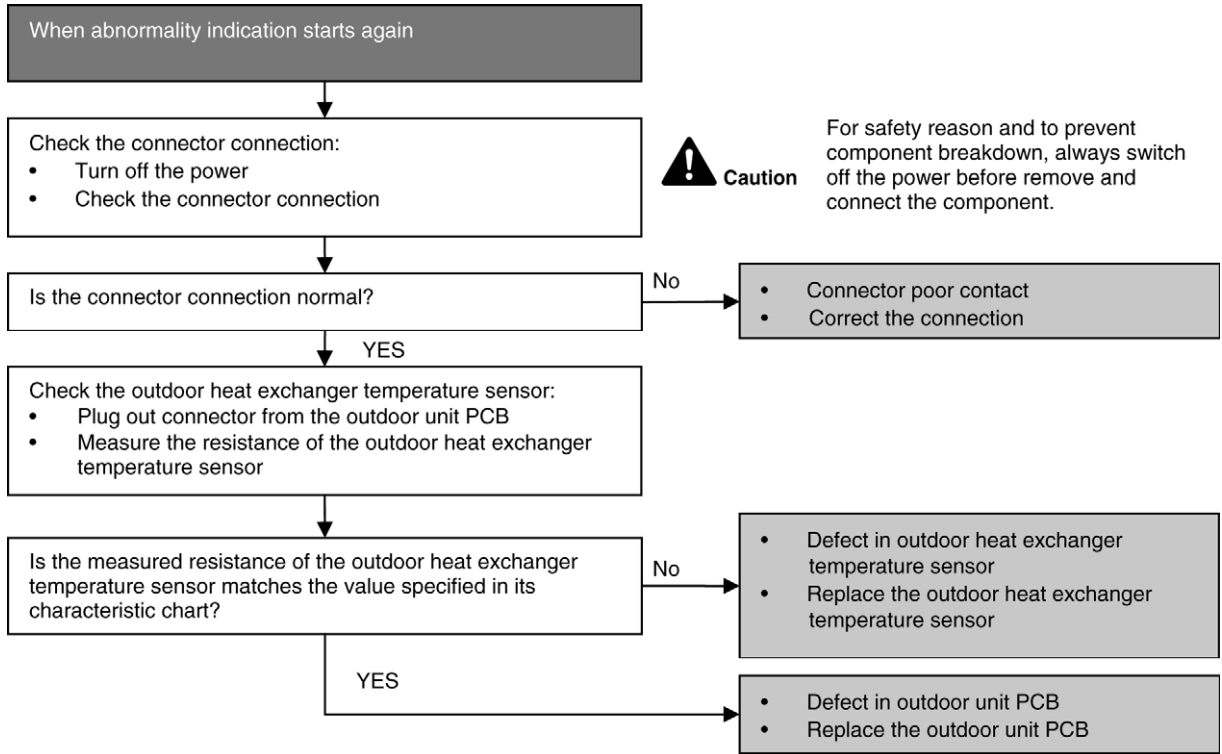 When abnormality indication starts again
Check the connector connection:
• Turn off the power
• Check the connector connection
Caution
For safety reason and to prevent
component breakdown, always switch
off the power before remove and
connect the component.
Is the connector connection normal?
No
• Connector poor contact
• Correct the connection
YES
Check the outdoor heat exchanger temperature sensor:
• Plug out connector from the outdoor unit PCB
• Measure the resistance of the outdoor heat exchanger
temperature sensor
Is the measured resistance of the outdoor heat exchanger
temperature sensor matches the value specified in its
characteristic chart?
No
• Defect in outdoor heat exchanger
temperature sensor
• Replace the outdoor heat exchanger
temperature sensor
YES
• Defect in outdoor unit PCB
• Replace the outdoor unit PCB